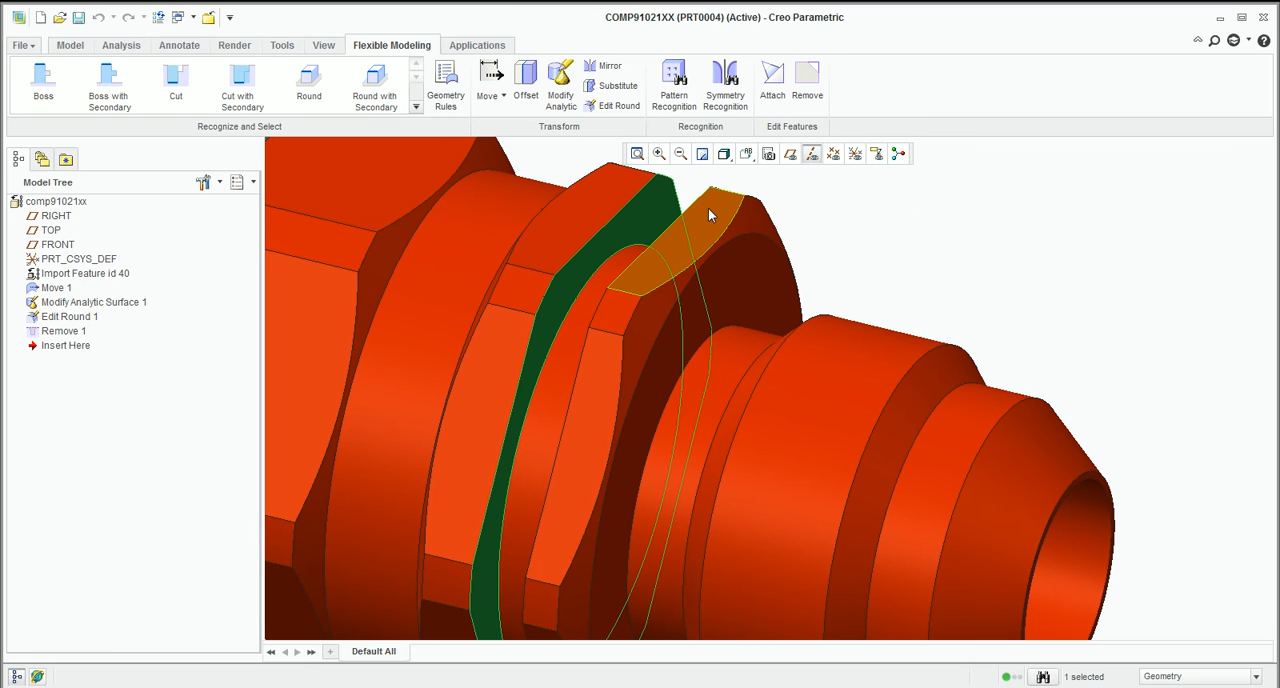 COMP91021XX (PRT0004) (Active) - Creo Parametric
File Model Analysis Annotate Render Tools View Flexible Modeling Applications
Boss
Boss with
Secondary
Cut
Cut with
Secondary
Round
Round with
Secondary
Geometry
Rules
Move
Offset
Modify
Analytic
Mirror
Substitute
Edit Round
Pattern
Recognition
Symmetry
Recognition
Attach
Remove
Recognize and Select
Transform
Recognition
Edit Features
Model Tree
comp91021xx
RIGHT
TOP
FRONT
PRT_CSYS_DEF
Import Feature id 40
Move 1
Modify Analytic Surface 1
Edit Round 1
Remove 1
Insert Here
Default All
1 selected
Geometry